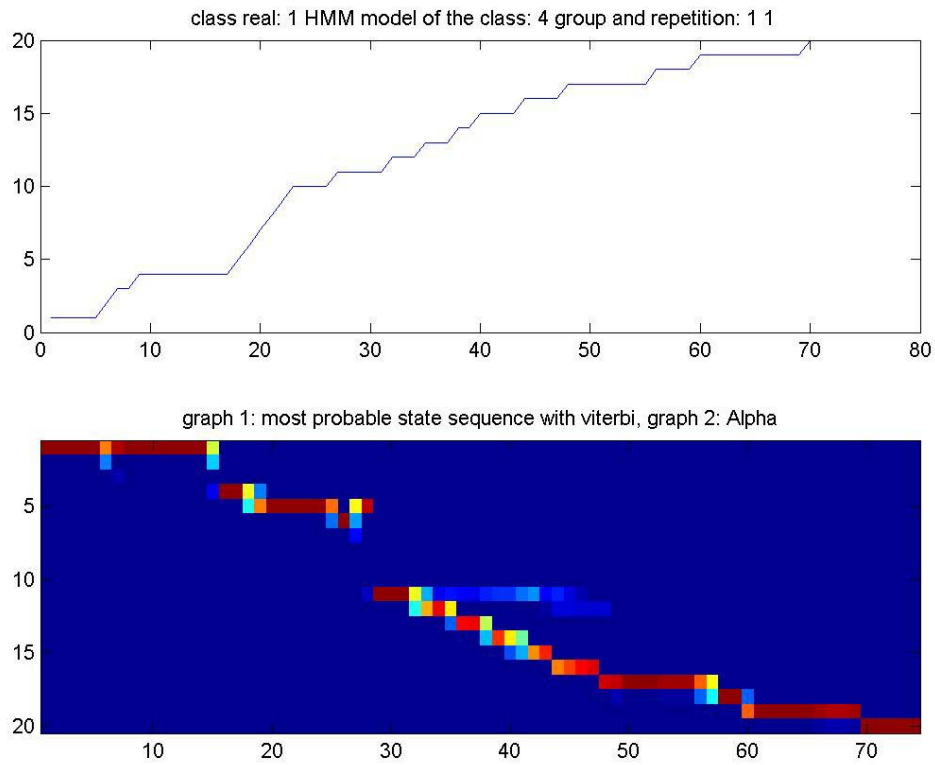 class real: 1 HMM model of the class: 4 group and repetition: 1 1
20
15
10
5
0
0 10 20 30 40 50 60 70 80
graph 1: most probable state sequence with viterbi, graph 2: Alpha
5
10
15
20
10 20 30 40 50 60 70